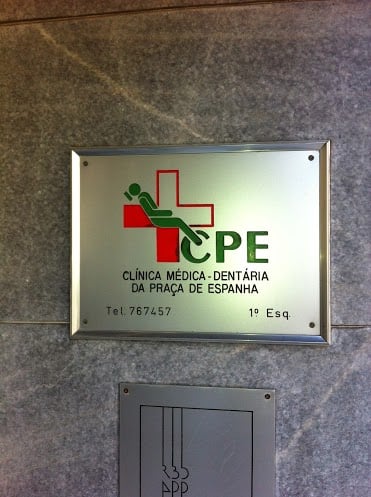 CPE
CLÍNICA MÉDICA-DENTÁRIA
DA PRAÇA DE ESPANHA
Tel. 767457 1º Esq.